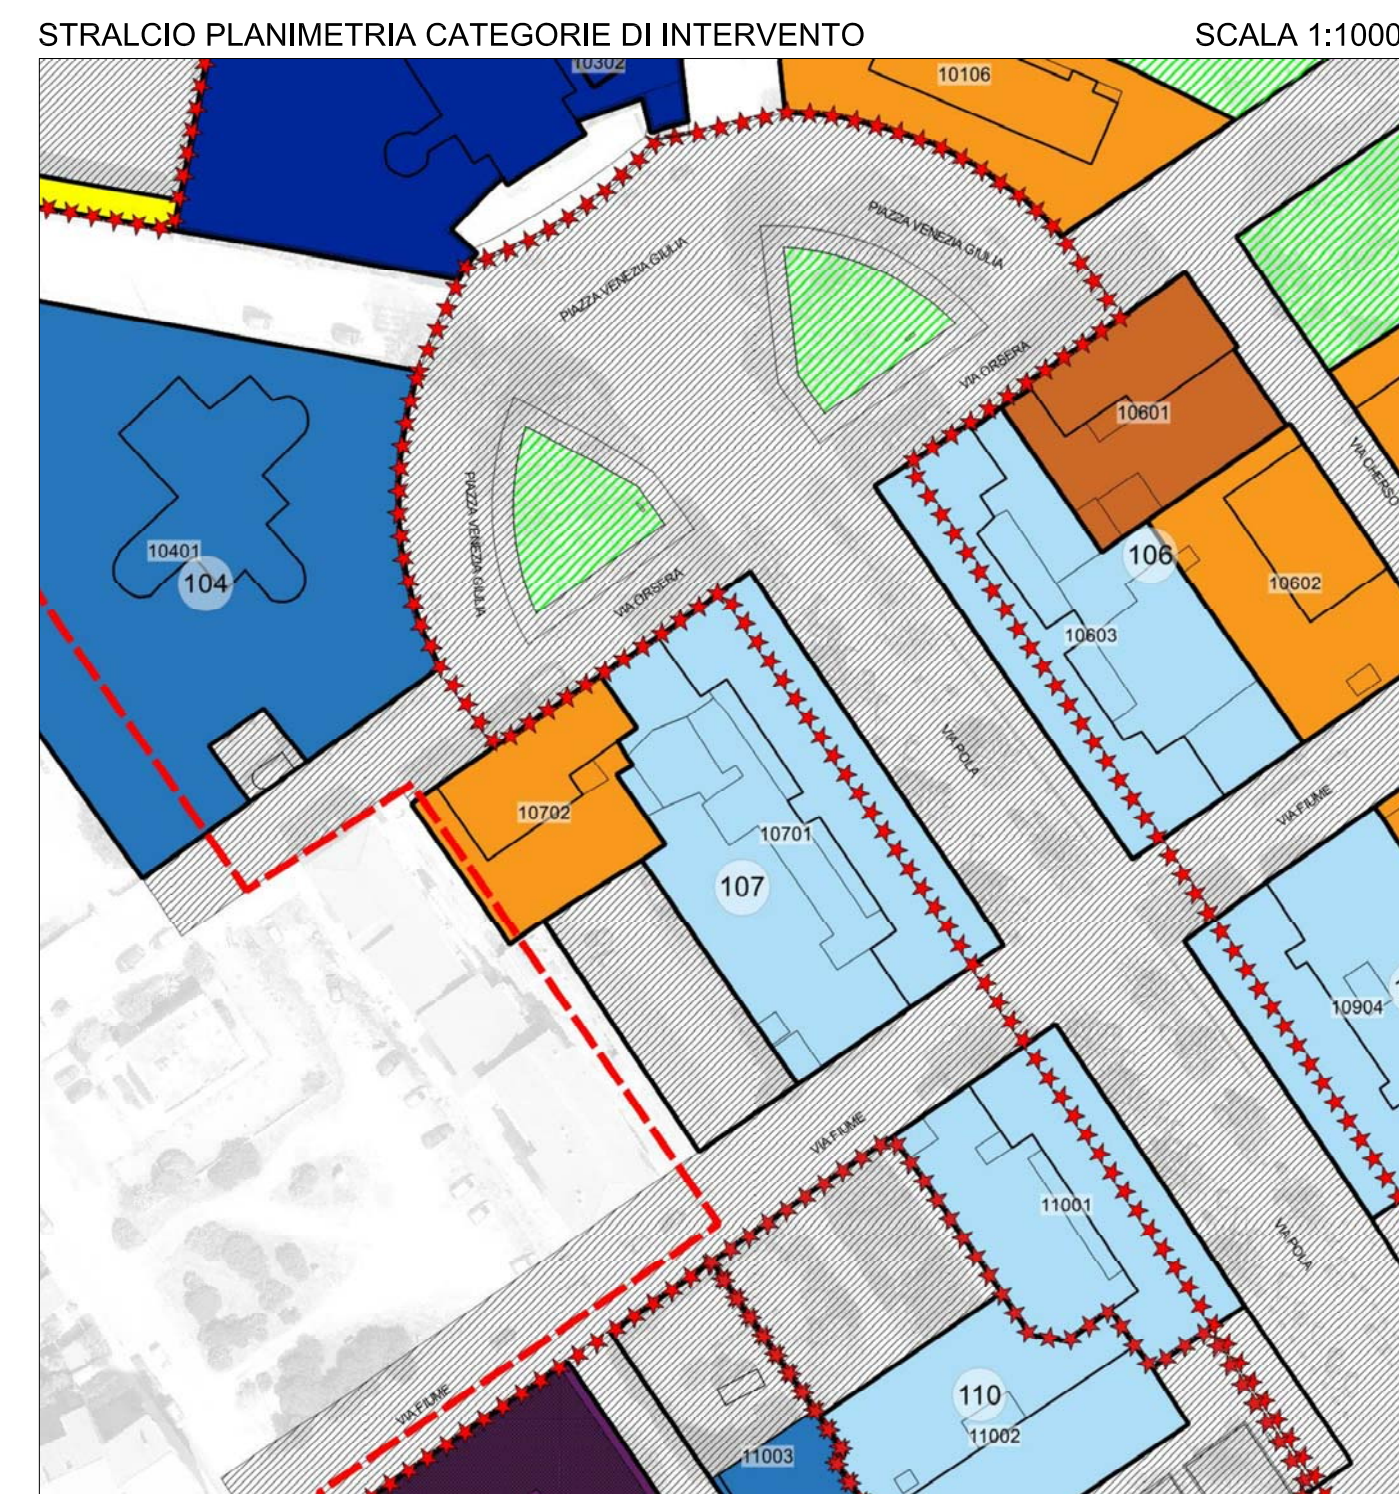 STRALCIO PLANIMETRIA CATEGORIE DI INTERVENTO
SCALA 1:1000
10302
10106
PIAZZA VENEZIA GIULIA
PIAZZA VENEZIA GIULIA
PIAZZA VENEZIA GIULIA
VIA ORSERA
10601
VIA CHERSO
10401
104
106
10602
VIA ORSERA
10603
VIA POLA
10702
10701
VIA FIUME
107
10904
VIA FIUME
11001
VIA POLA
110
VIA FIUME
11002
11003